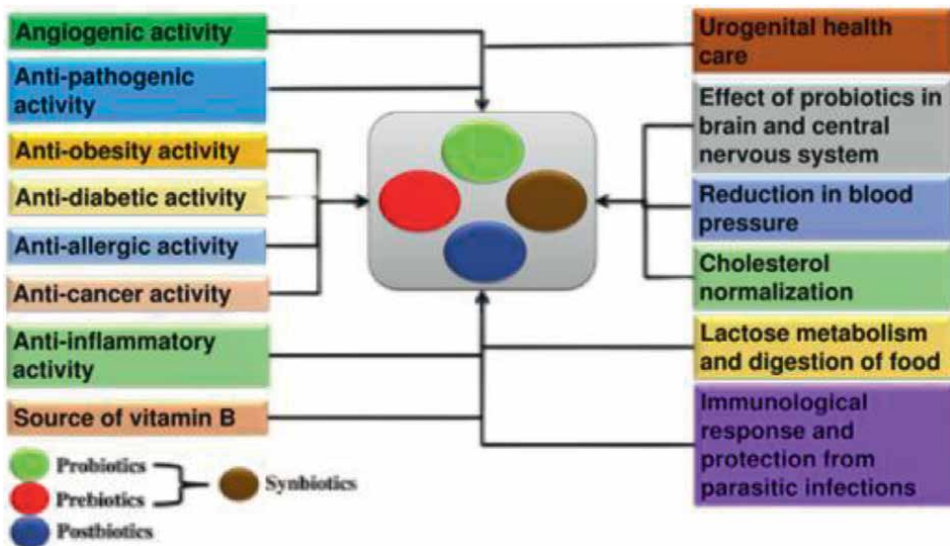 Angiogenic activity
Anti-pathogenic
activity
Anti-obesity activity
Anti-diabetic activity
Anti-allergic activity
Anti-cancer activity
Anti-inflammatory
activity
Source of vitamin B
Urogenital health
care
Effect of probiotics in
brain and central
nervous system
Reduction in blood
pressure
Cholesterol
normalization
Lactose metabolism
and digestion of food
Immunological
response and
protection from
parasitic infections
Probiotics
Prebiotics
Synbiotics
Postbiotics